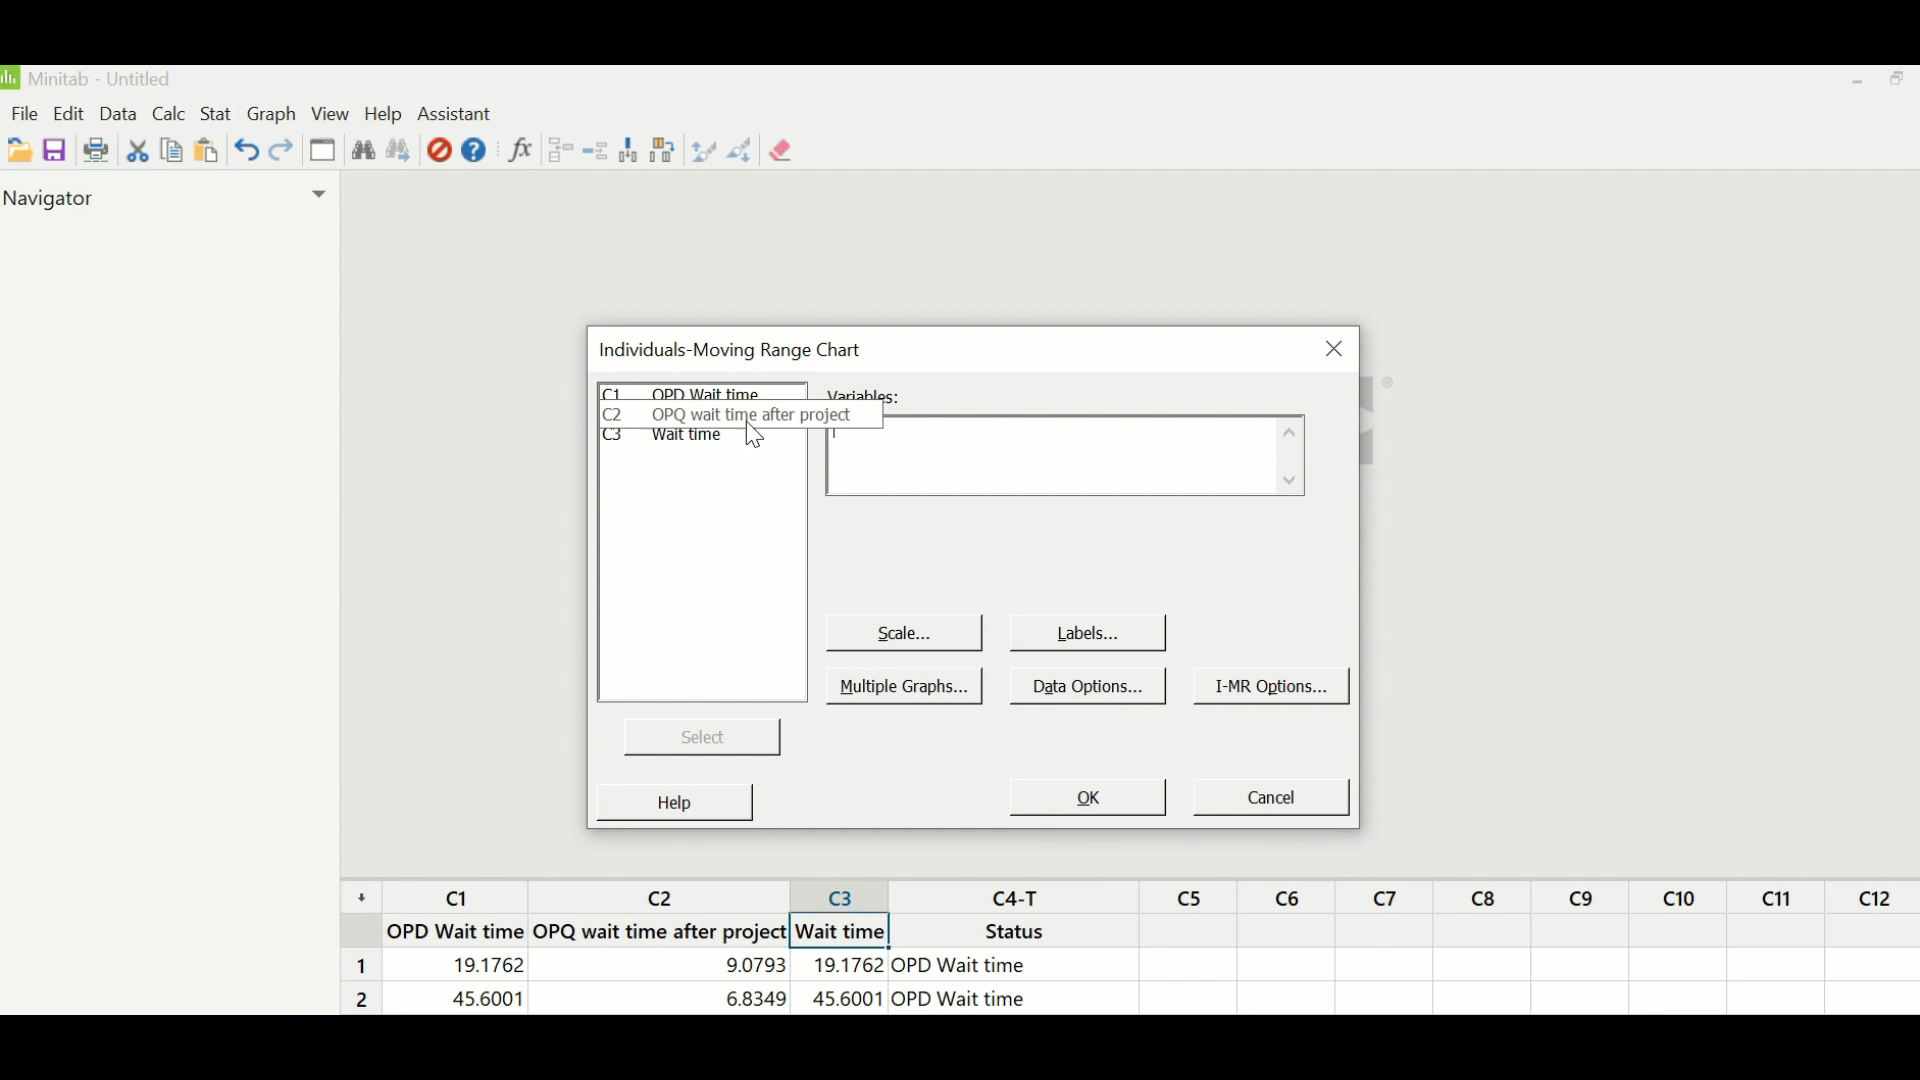 Minitab - Untitled
File Edit Data Calc Stat Graph View Help Assistant
fx
Navigator
Individuals-Moving Range Chart
C1 OPD Wait time
C2 OPQ wait time after project
C3 Wait time
Variables:
Scale...
Labels...
Multiple Graphs...
Data Options...
I-MR Options...
Select
Help
OK
Cancel
C1 C2 C3 C4-T C5 C6 C7 C8 C9 C10 C11 C12
OPD Wait time OPQ wait time after project Wait time Status
1 19.1762 9.0793 19.1762 OPD Wait time
2 45.6001 6.8349 45.6001 OPD Wait time